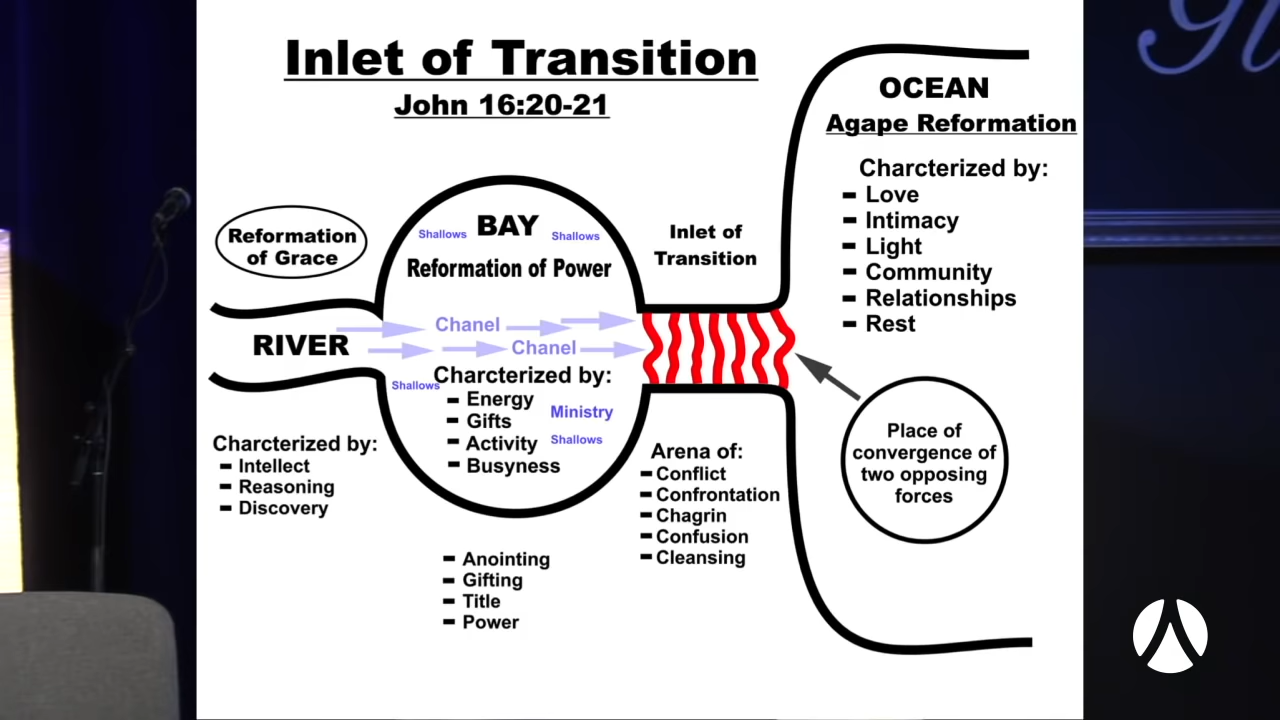 Inlet of Transition
John 16:20-21
Reformation
of Grace
RIVER
Charcterized by:
- Intellect
- Reasoning
- Discovery
BAY
Shallows
Shallows
Reformation of Power
Chanel
Chanel
Shallows
Charcterized by:
- Energy
- Gifts
- Activity
- Busyness
Ministry
Shallows
- Anointing
- Gifting
- Title
- Power
Inlet of
Transition
Arena of:
- Conflict
- Confrontation
- Chagrin
- Confusion
- Cleansing
OCEAN
Agape Reformation
Charcterized by:
- Love
- Intimacy
- Light
- Community
- Relationships
- Rest
Place of
convergence of
two opposing
forces